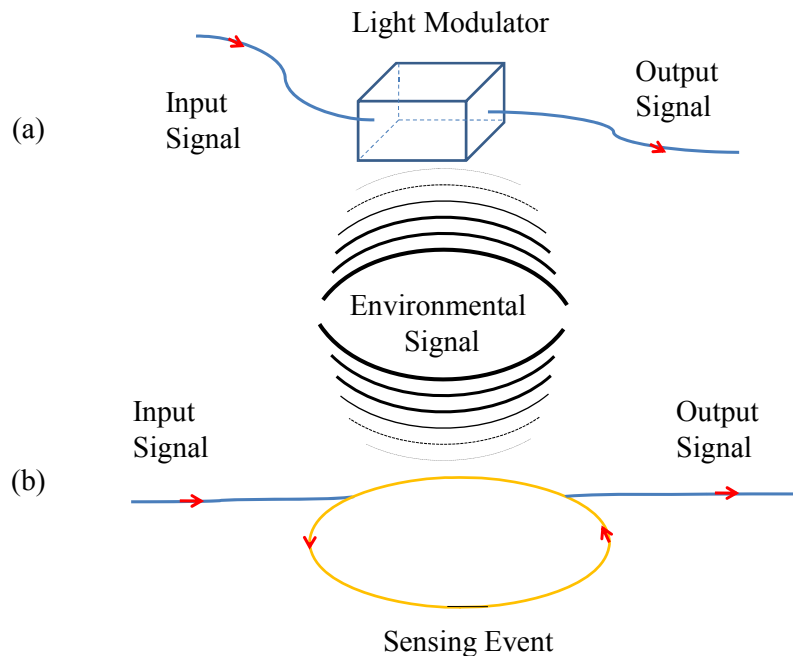 Light Modulator
Input
Signal
Output
Signal
(a)
Environmental
Signal
Input
Signal
Output
Signal
(b)
Sensing Event